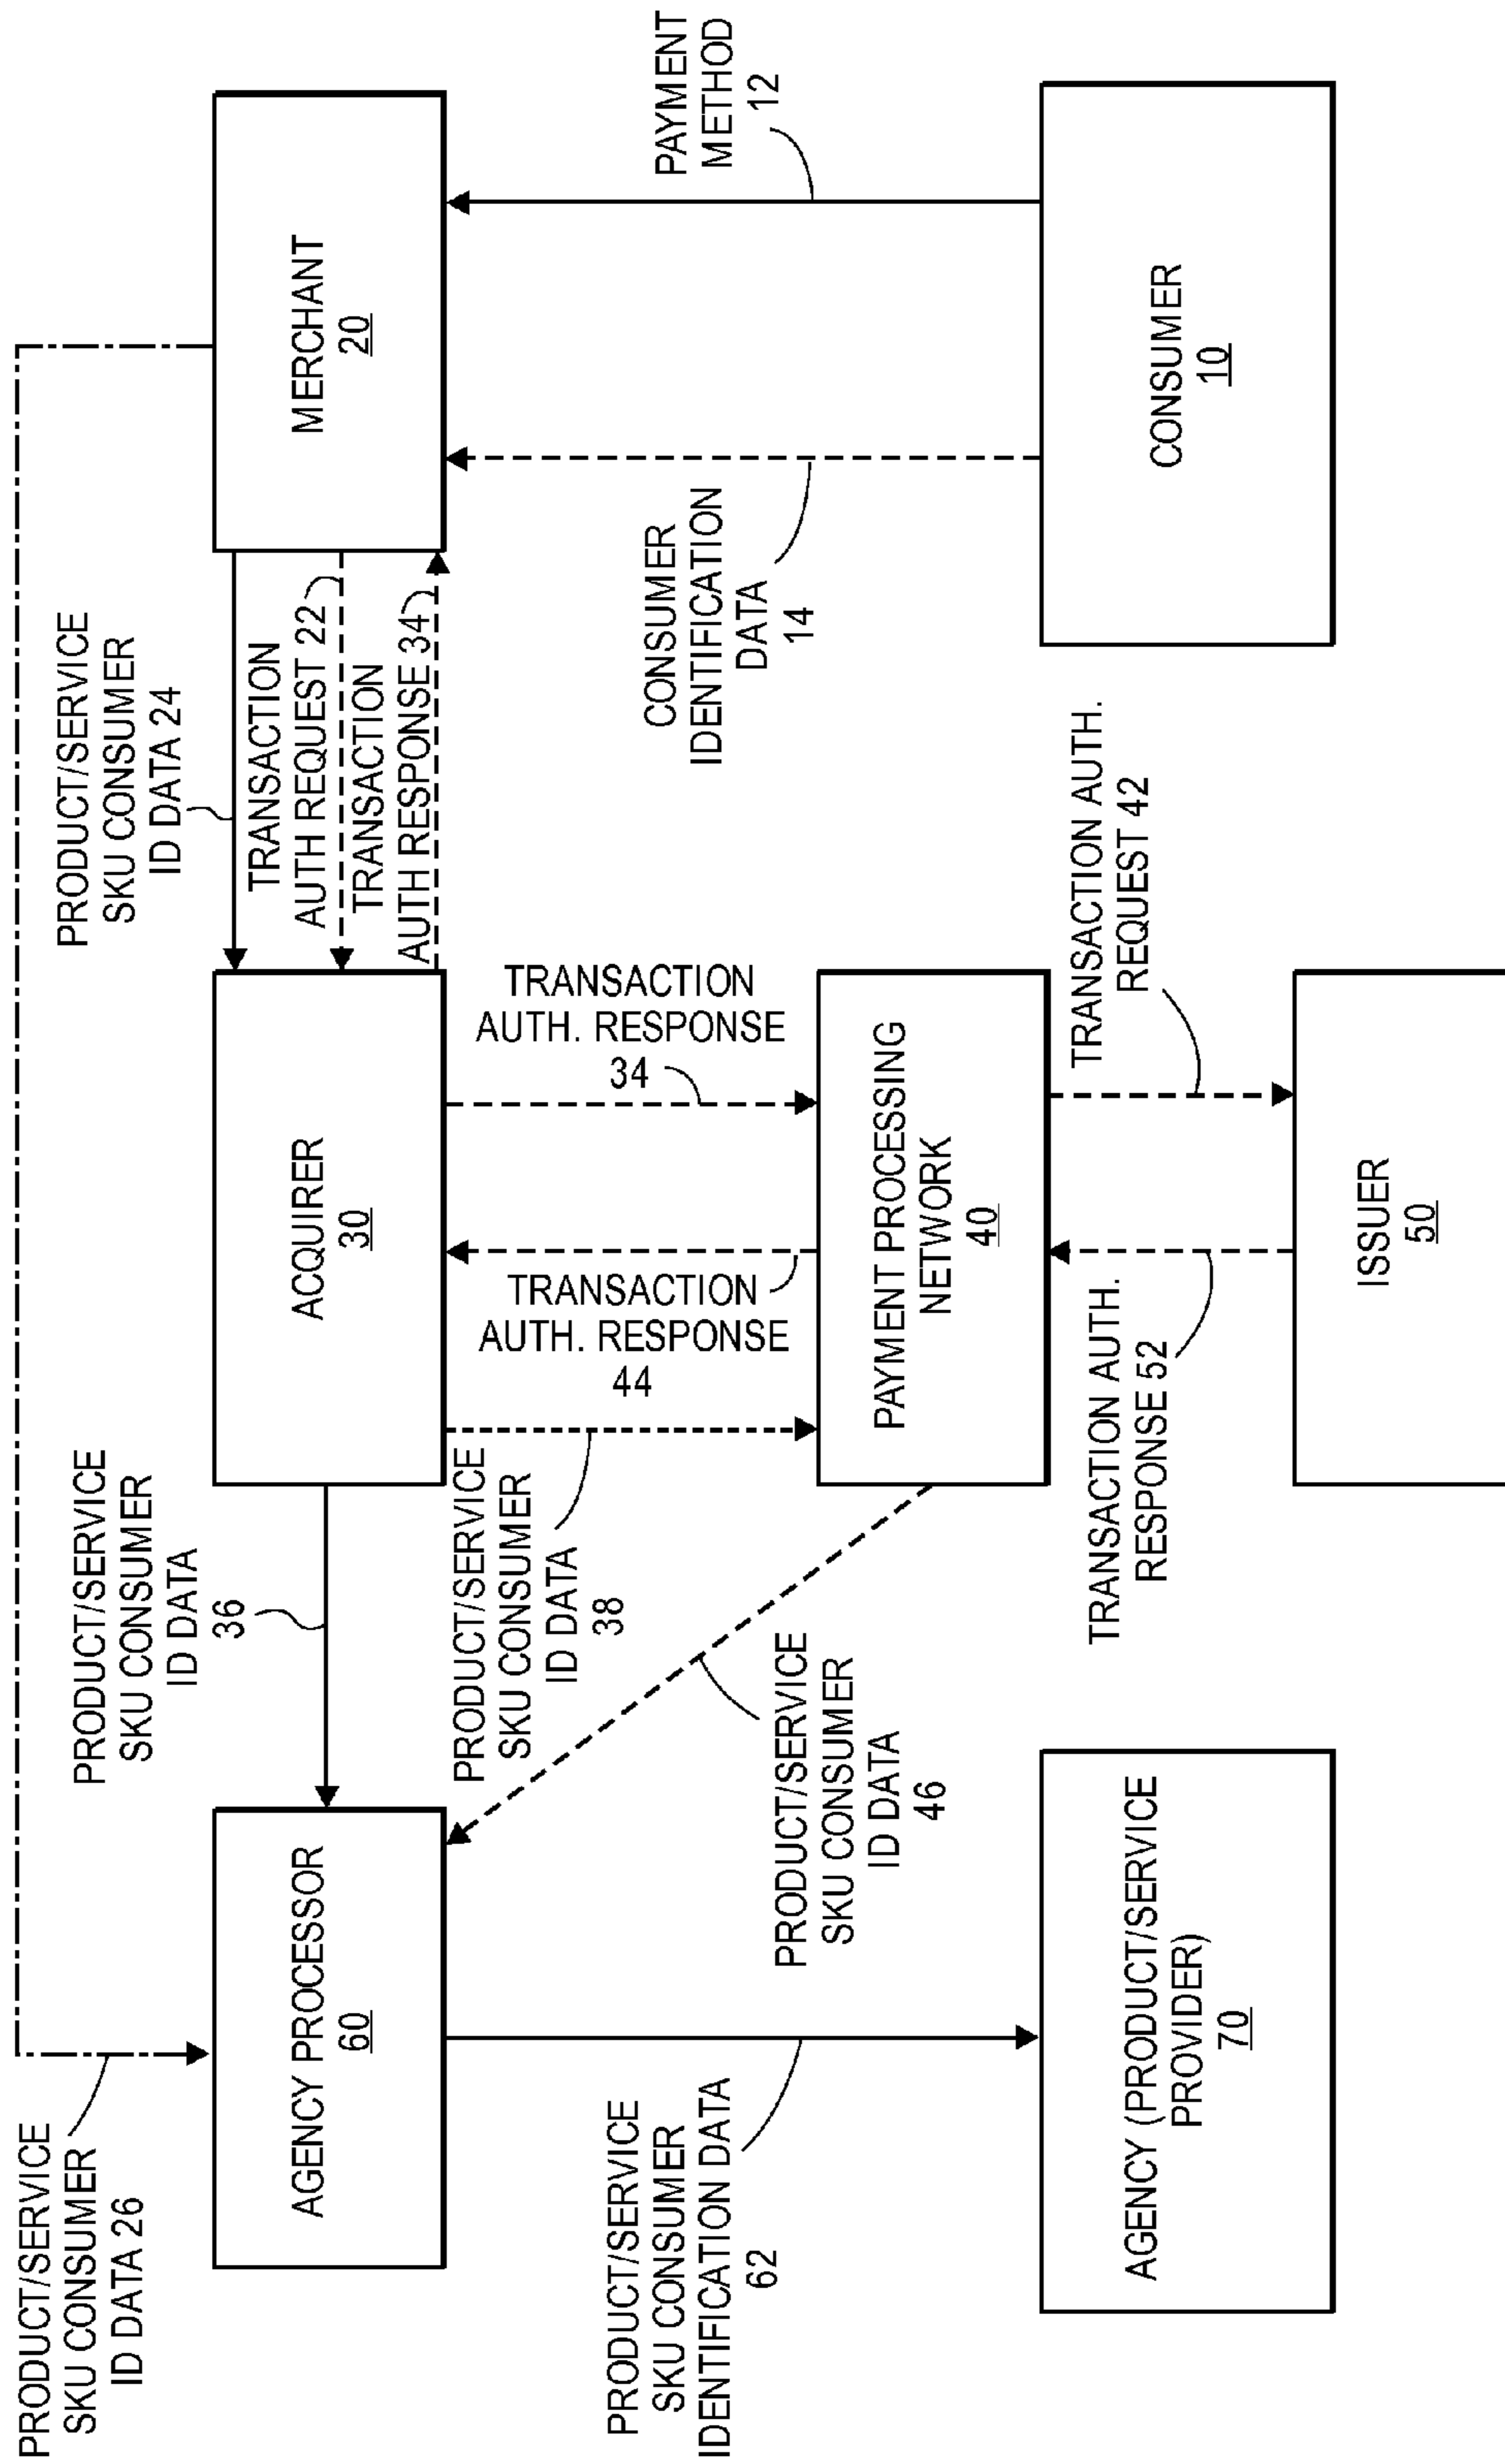 PRODUCT/SERVICE
SKU CONSUMER
ID DATA 26
PRODUCT/SERVICE
SKU CONSUMER
ID DATA
36
PRODUCT/SERVICE
SKU CONSUMER
ID DATA 24
AGENCY PROCESSOR
60
ACQUIRER
30
TRANSACTION
AUTH REQUEST 22
TRANSACTION
AUTH RESPONSE 34
MERCHANT
20
PRODUCT/SERVICE
SKU CONSUMER
IDENTIFICATION DATA
62
PRODUCT/SERVICE
SKU CONSUMER
ID DATA
38
TRANSACTION
AUTH. RESPONSE
44
TRANSACTION
AUTH. RESPONSE
34
CONSUMER
IDENTIFICATION
DATA
14
PAYMENT
METHOD
12
PRODUCT/SERVICE
SKU CONSUMER
ID DATA
46
PAYMENT PROCESSING
NETWORK
40
AGENCY (PRODUCT/SERVICE
PROVIDER)
70
TRANSACTION AUTH.
RESPONSE 52
TRANSACTION AUTH.
REQUEST 42
CONSUMER
10
ISSUER
50